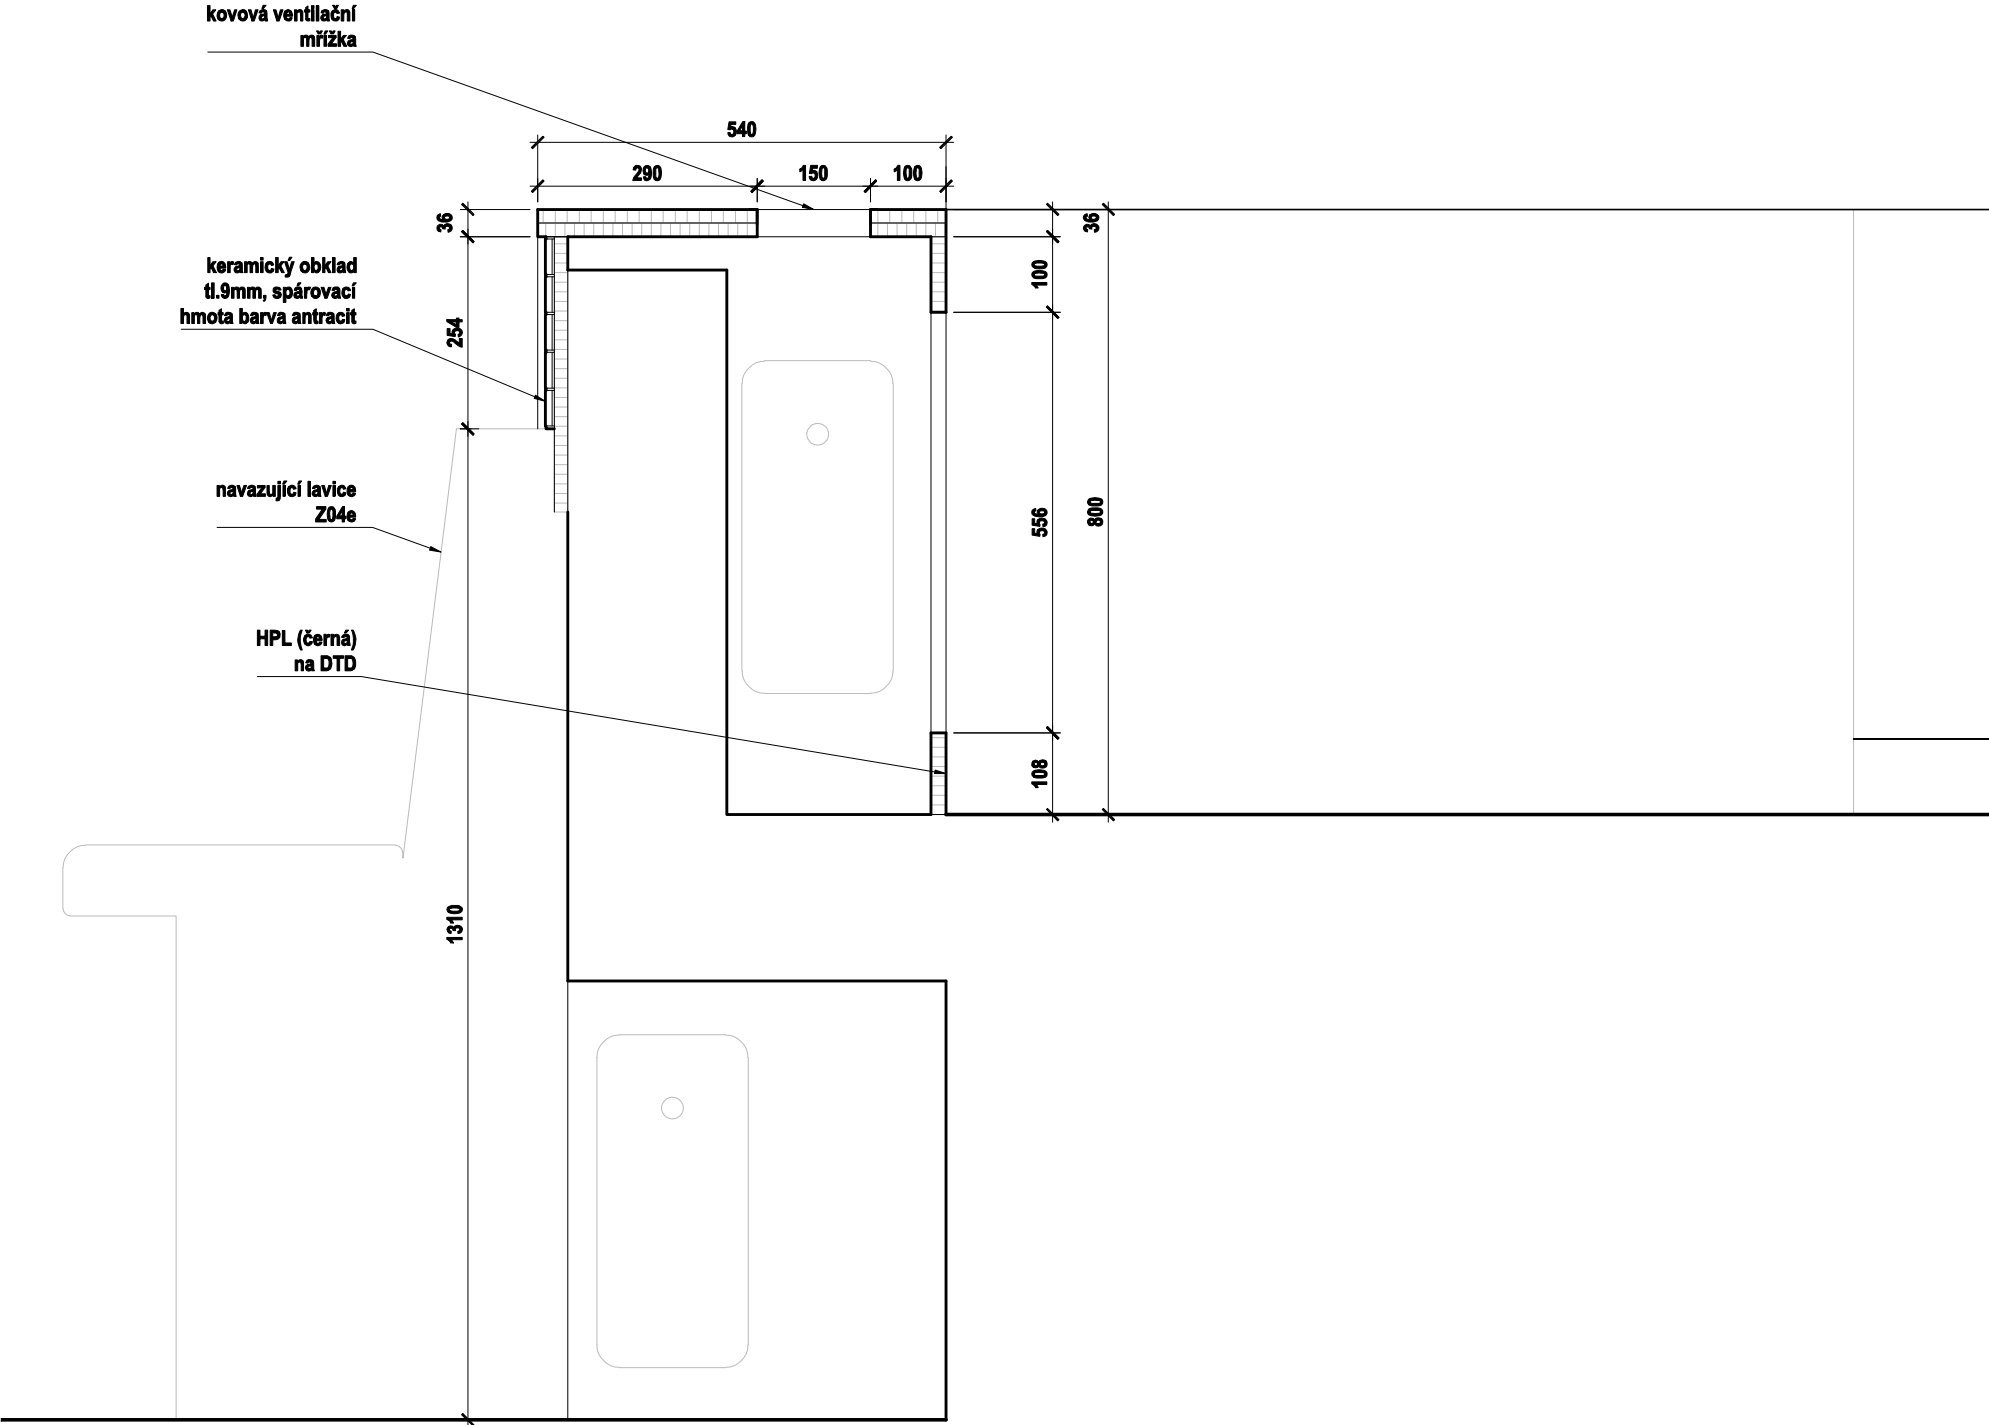 kovová ventilační
mřížka
540
290
150
100
36
36
100
keramický obklad
tl.9mm, spárovací
hmota barva antracit
254
navazující lavice
Z04e
556
800
HPL (černá)
na DTD
108
1310